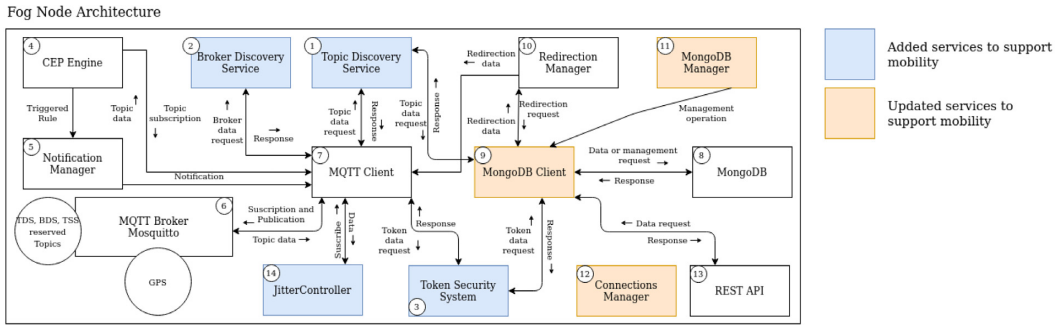 Fog Node Architecture
4
CEP Engine
2
Broker Discovery
Service
1
Topic Discovery
Service
10
Redirection
Manager
11
MongoDB
Manager
Added services to support
mobility
Updated services to
support mobility
Redirection
data
Triggered
Rule
Topic
data
Topic
subscription
Broker
data
request
Response
Topic
data
request
Response
Topic
data
request
Response
Redirection
data
Redirection
request
Management
operation
5
Notification
Manager
Notification
7
MQTT Client
9
MongoDB Client
Data or management
request
Response
8
MongoDB
TDS, BDS, TSS
reserved
Topics
6
MQTT Broker
Mosquitto
GPS
Suscription and
Publication
Topic data
Suscribe
Data
Response
Token
data
request
Token
data
request
Response
Data request
Response
14
JitterController
3
Token Security
System
12
Connections
Manager
13
REST API